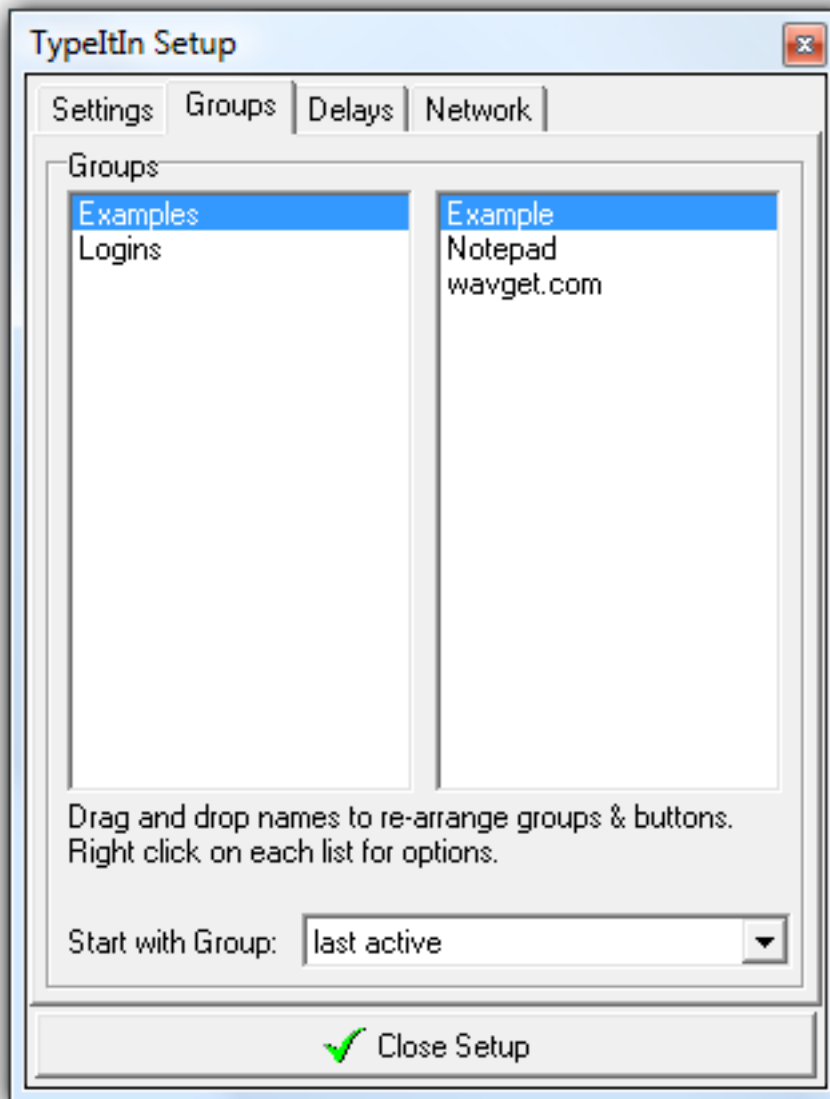 TypeItIn Setup
Settings Groups Delays Network
Groups
Examples
Logins
Example
Notepad
wavget.com
Drag and drop names to re-arrange groups & buttons.
Right click on each list for options.
Start with Group: last active
Close Setup